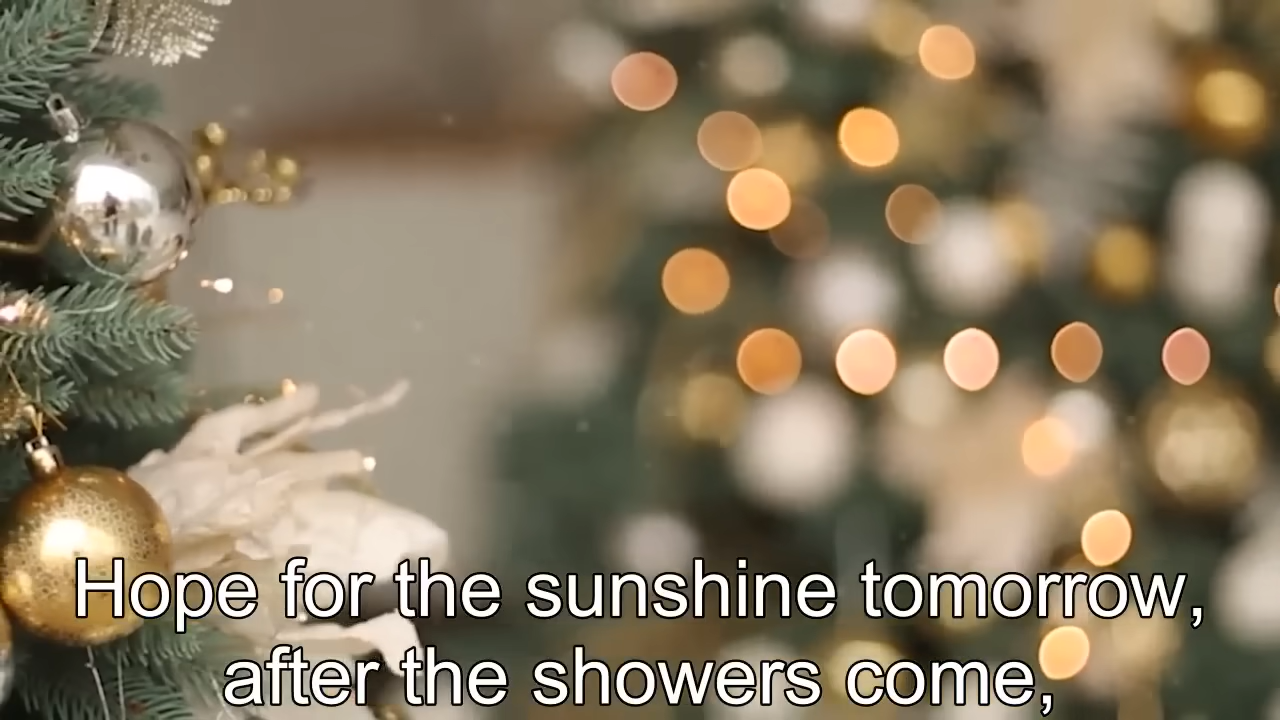 Hope for the sunshine tomorrow,
after the showers come,